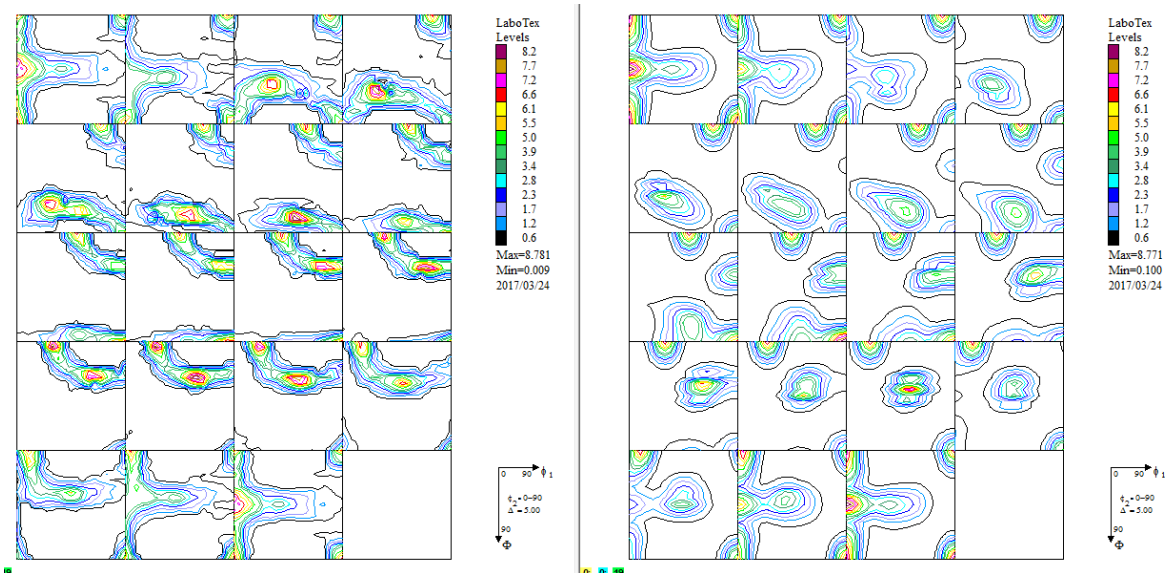 LaboTex
Levels
8.2
7.7
7.2
6.6
6.1
5.5
5.0
3.9
3.4
2.8
2.3
1.7
1.2
0.6
Max=8.781
Min=0.009
2017/03/24
0 90 ϕ 1
ϕ 2 = 0-90
Δ = 5.00
90
Φ
LaboTex
Levels
8.2
7.7
7.2
6.6
6.1
5.5
5.0
3.9
3.4
2.8
2.3
1.7
1.2
0.6
Max=8.771
Min=0.100
2017/03/24
0 90 ϕ 1
ϕ 2 = 0-90
Δ = 5.00
90
Φ